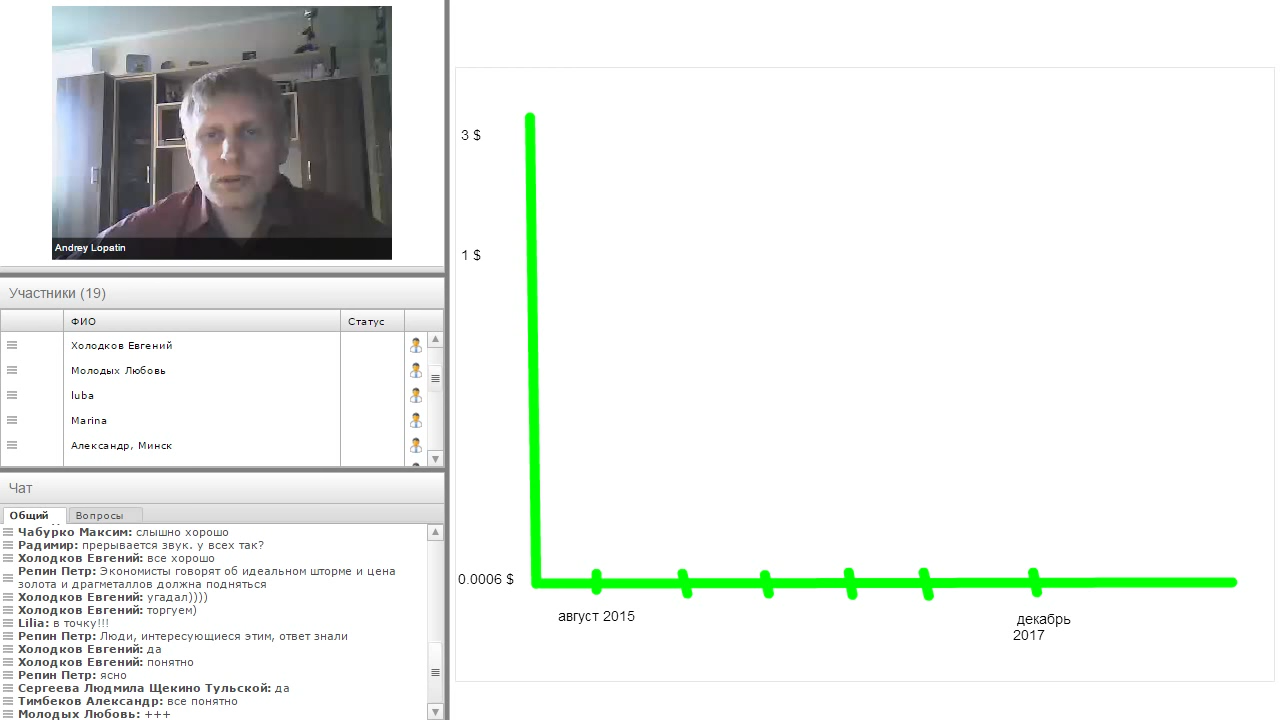 Andrey Lopatin
Участники (19)
ФИО
Статус
Холодков Евгений
Молодых Любовь
luba
Marina
Александр, Минск
Чат
Общий
Вопросы
Чабурко Максим: слышно хорошо
Радимир: прерывается звук. у всех так?
Холодков Евгений: все хорошо
Репин Петр: Экономисты говорят об идеальном шторме и цена
золота и драгметаллов должна подняться
Холодков Евгений: угадал))))
Холодков Евгений: торгуем)
Lilia: в точку!!!
Репин Петр: Люди, интересующиеся этим, ответ знали
Холодков Евгений: да
Холодков Евгений: понятно
Репин Петр: ясно
Сергеева Людмила Щекино Тульской: да
Тимбеков Александр: все понятно
Молодых Любовь: +++
3 $
1 $
0.0006 $
август 2015
декабрь
2017